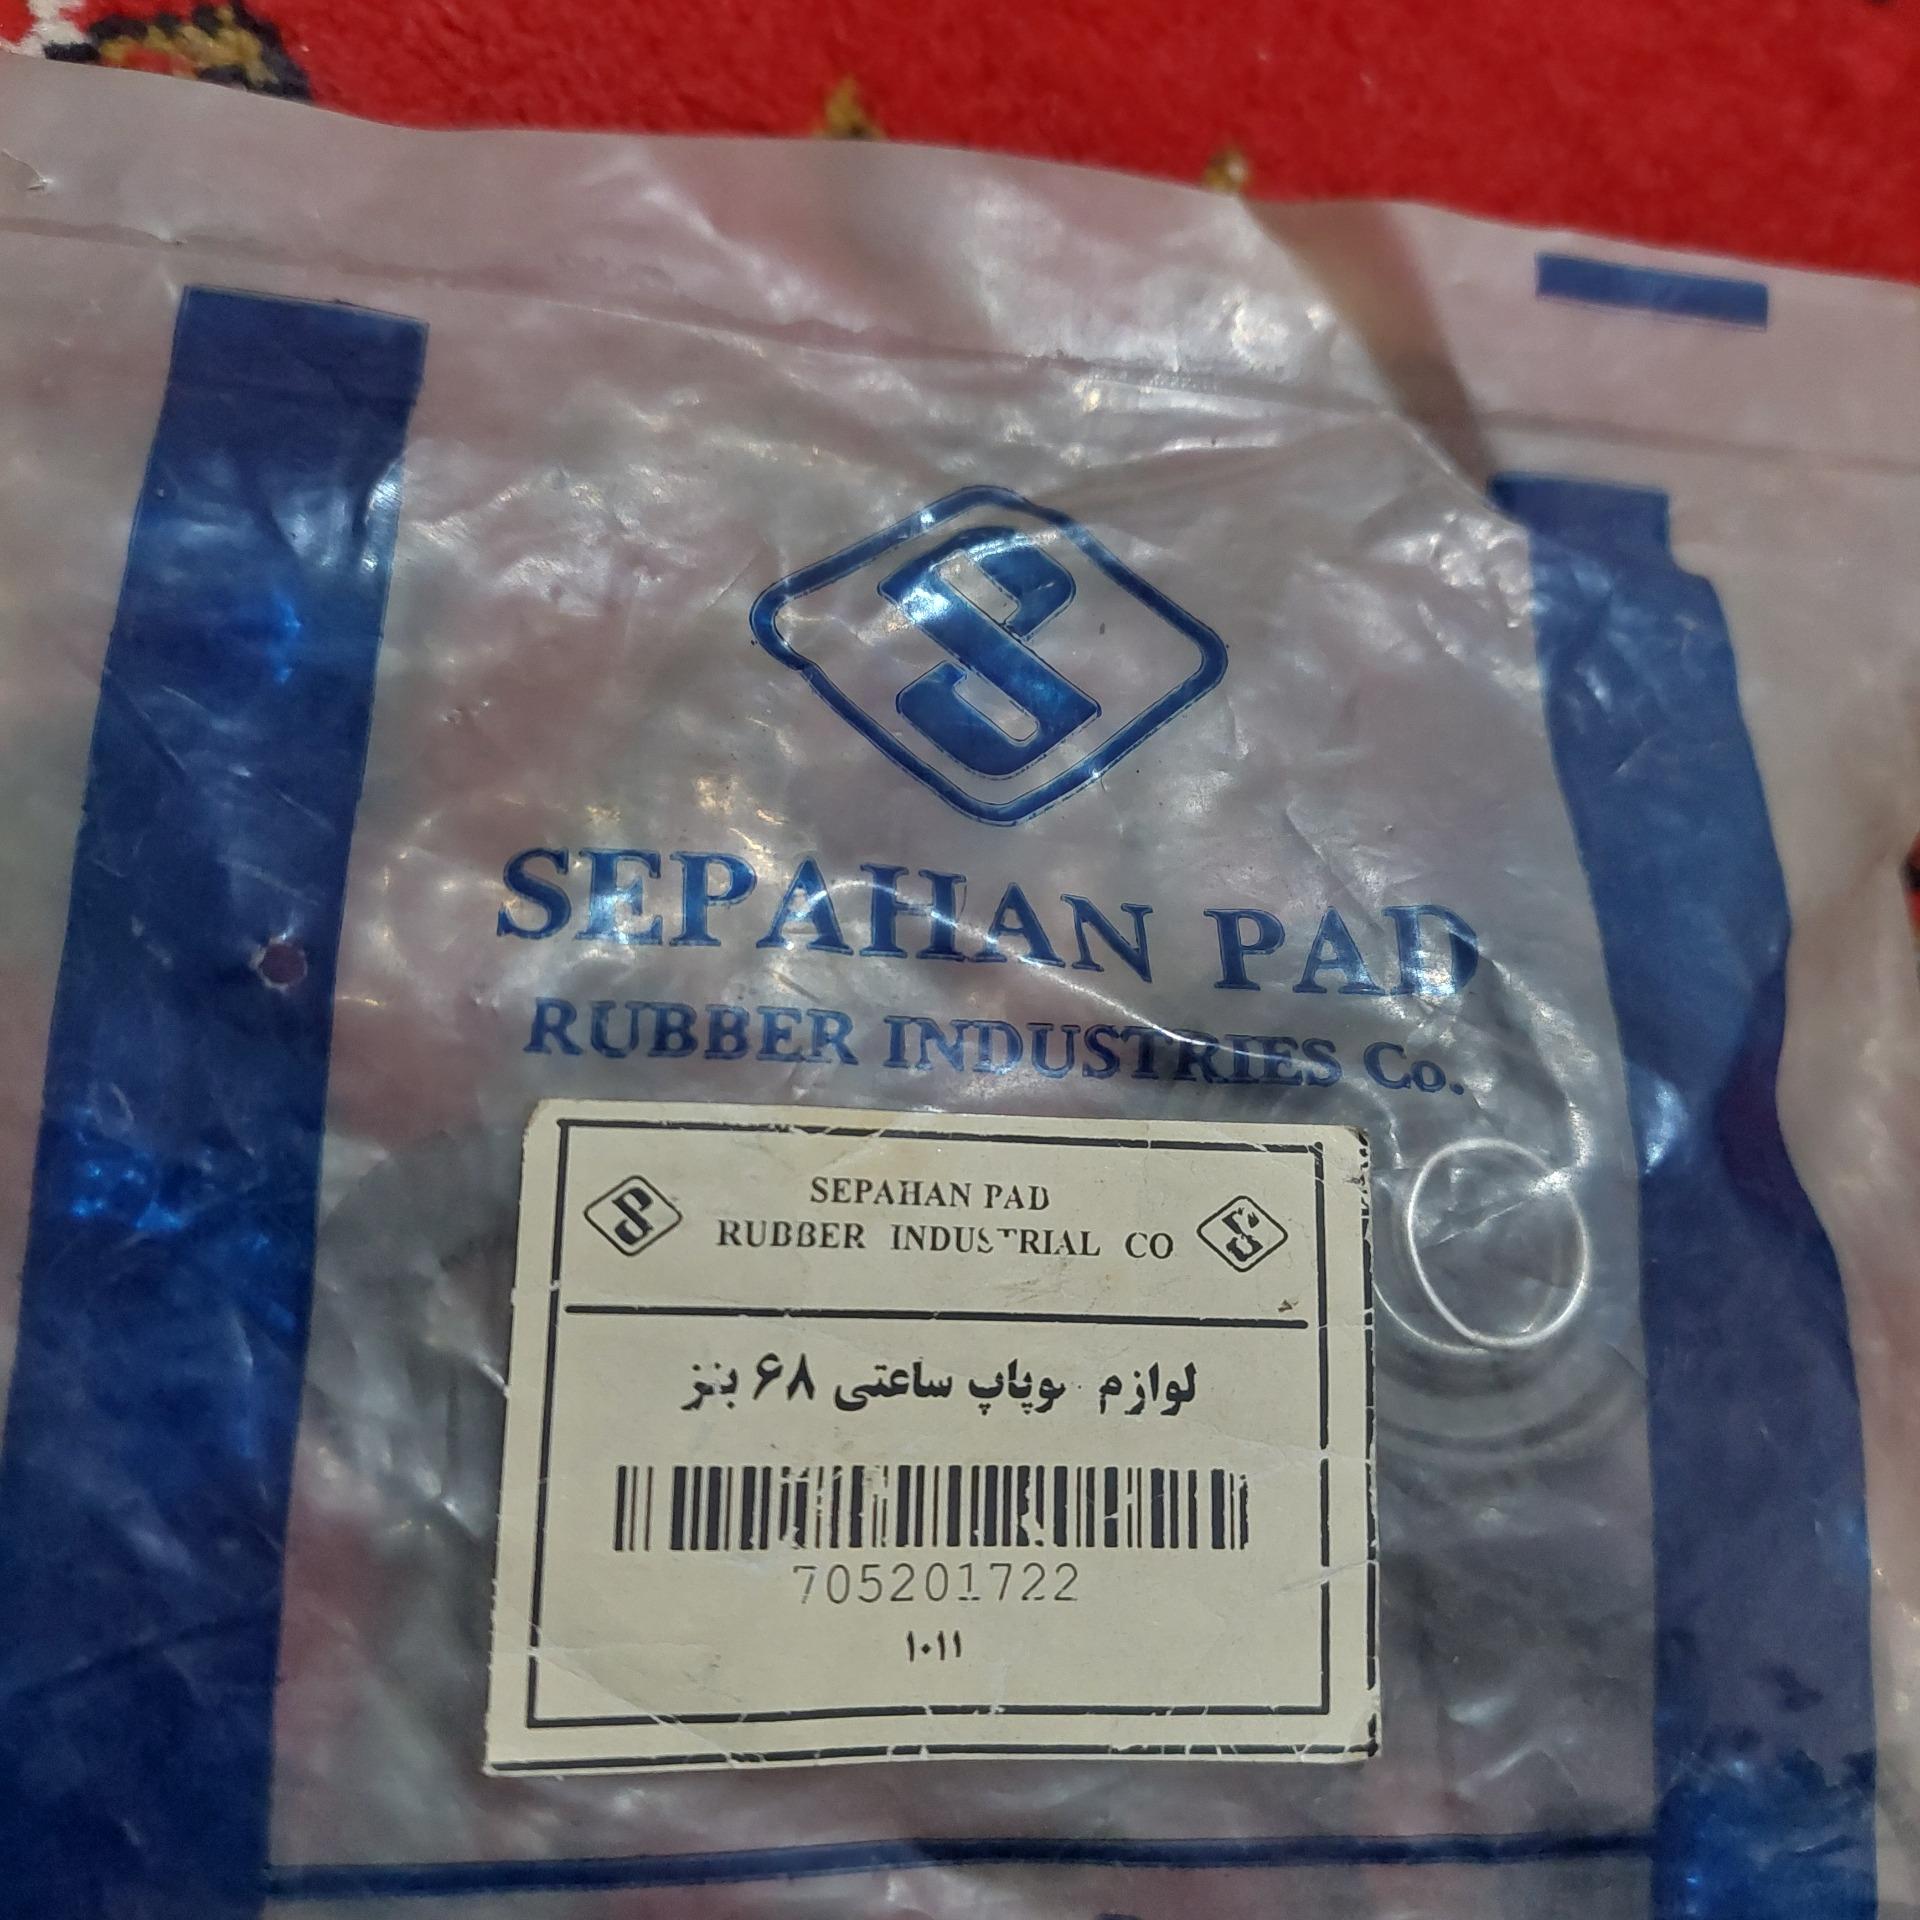 SEPAHAN PAD
RUBBER INDUSTRIES Co.
SEPAHAN PAD
RUBBER INDUSTRIAL CO
لوازم سوپاپ ساعتی ۶۸ بنز
705201722
۱۰۱۱